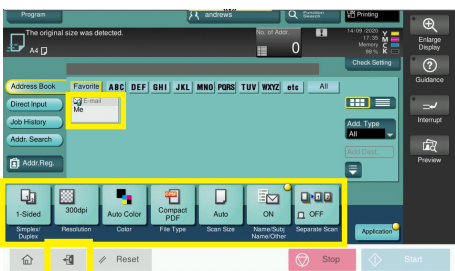 Program
andrews
Function Search
Printing
The original size was detected.
A4
No. of Addr.
0
14/09/2020
17:35
Memory
99 %
Y
M
C
K
Check Setting
Enlarge Display
Guidance
Interrupt
Preview
Address Book
Direct Input
Job History
Addr. Search
Addr.Reg.
Favorite ABC DEF GHI JKL MNO PQRS TUV WXYZ etc All
E-mail
Me
Add. Type
All
Add Dest.
1-Sided
Simplex/
Duplex
300dpi
Resolution
Auto Color
Color
Compact
PDF
File Type
Auto
Scan Size
ON
Name/Subj
Name/Other
OFF
Separate Scan
Application
Reset
Stop
Start